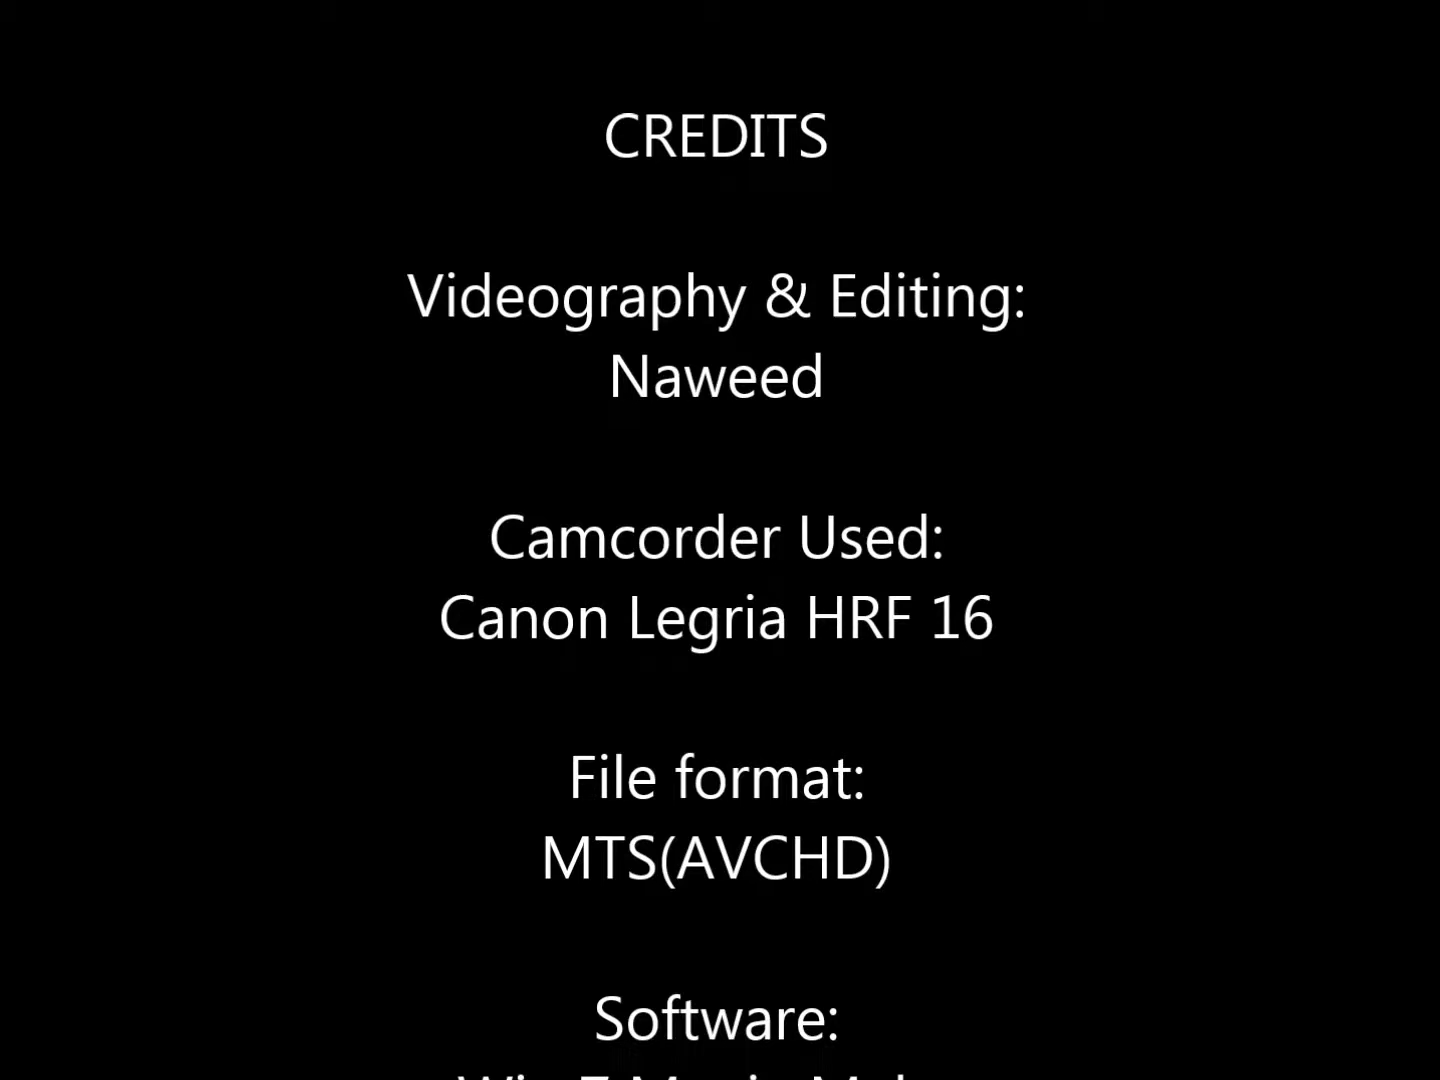 CREDITS
Videography & Editing:
Naweed
Camcorder Used:
Canon Legria HRF 16
File format:
MTS(AVCHD)
Software: